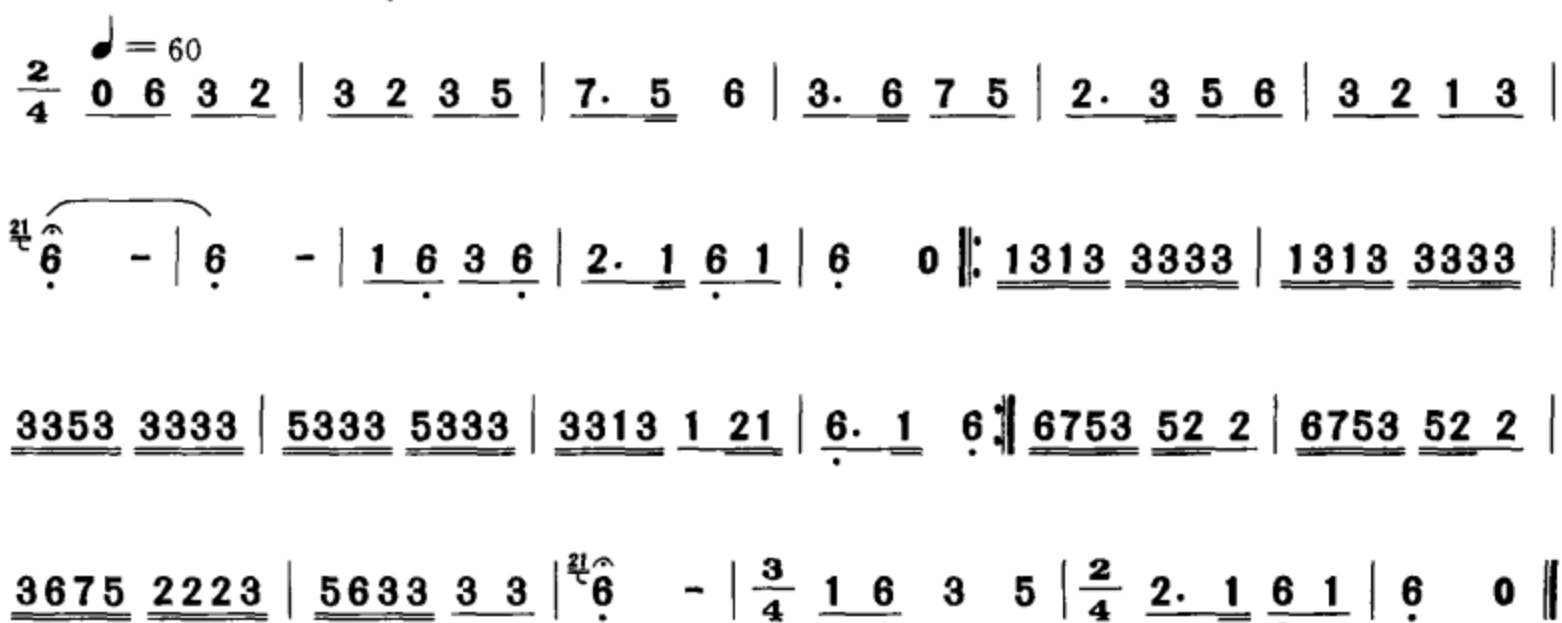 ♩ = 60
2/4 0 6 3 2 | 3 2 3 5 | 7. 5 6 | 3. 6 7 5 | 2. 3 5 6 | 3 2 1 3 |
21 6 - | 6 - | 1 6 3 6 | 2. 1 6 1 | 6 0 ‖: 1313 3333 | 1313 3333 |
3353 3333 | 5333 5333 | 3313 1 21 | 6. 1 6 :‖ 6753 52 2 | 6753 52 2 |
3675 2223 | 5633 3 3 | 21 6 - | 3/4 1 6 3 5 | 2/4 2. 1 6 1 | 6 0 ‖